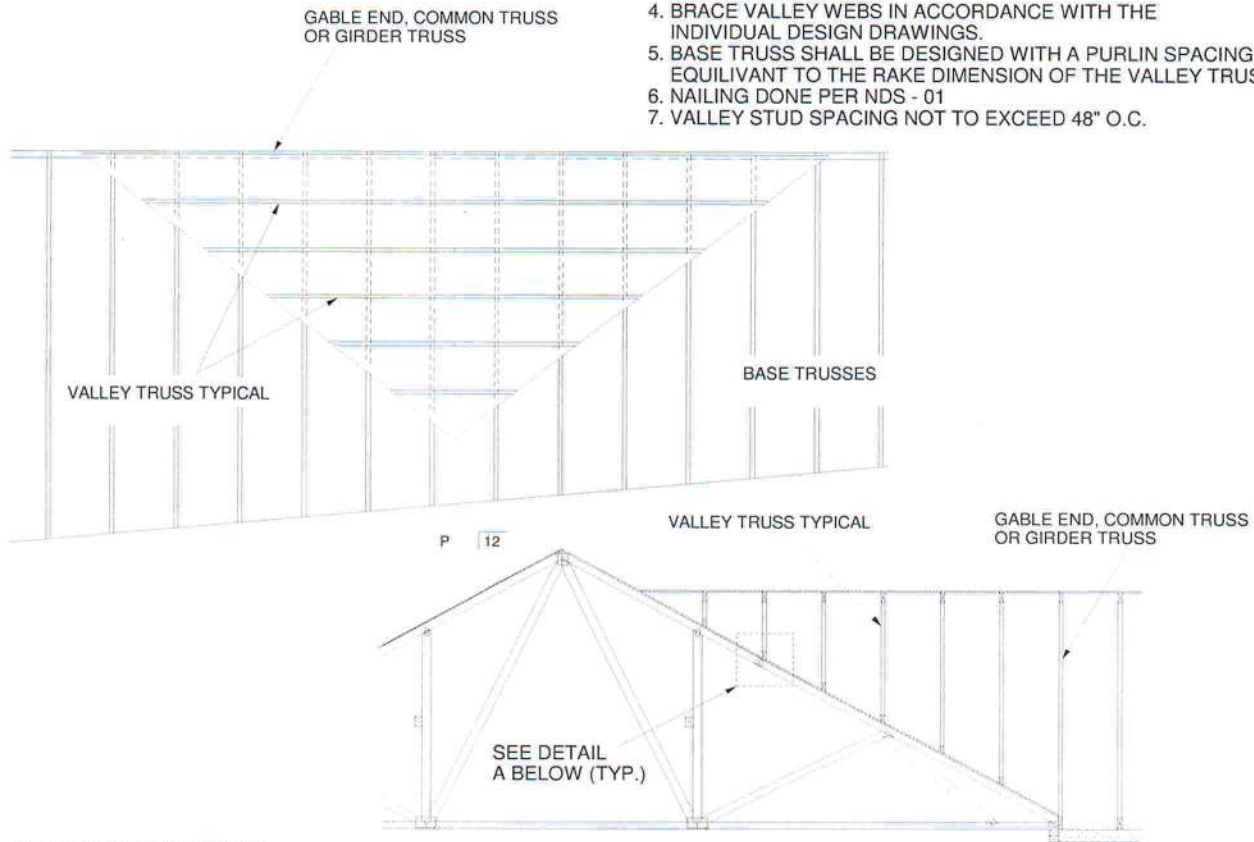 GABLE END, COMMON TRUSS
OR GIRDER TRUSS
4. BRACE VALLEY WEBS IN ACCORDANCE WITH THE
INDIVIDUAL DESIGN DRAWINGS.
5. BASE TRUSS SHALL BE DESIGNED WITH A PURLIN SPACING
EQUILIVANT TO THE RAKE DIMENSION OF THE VALLEY TRUS
6. NAILING DONE PER NDS - 01
7. VALLEY STUD SPACING NOT TO EXCEED 48" O.C.
VALLEY TRUSS TYPICAL
BASE TRUSSES
P 12
VALLEY TRUSS TYPICAL
GABLE END, COMMON TRUSS
OR GIRDER TRUSS
SEE DETAIL
A BELOW (TYP.)